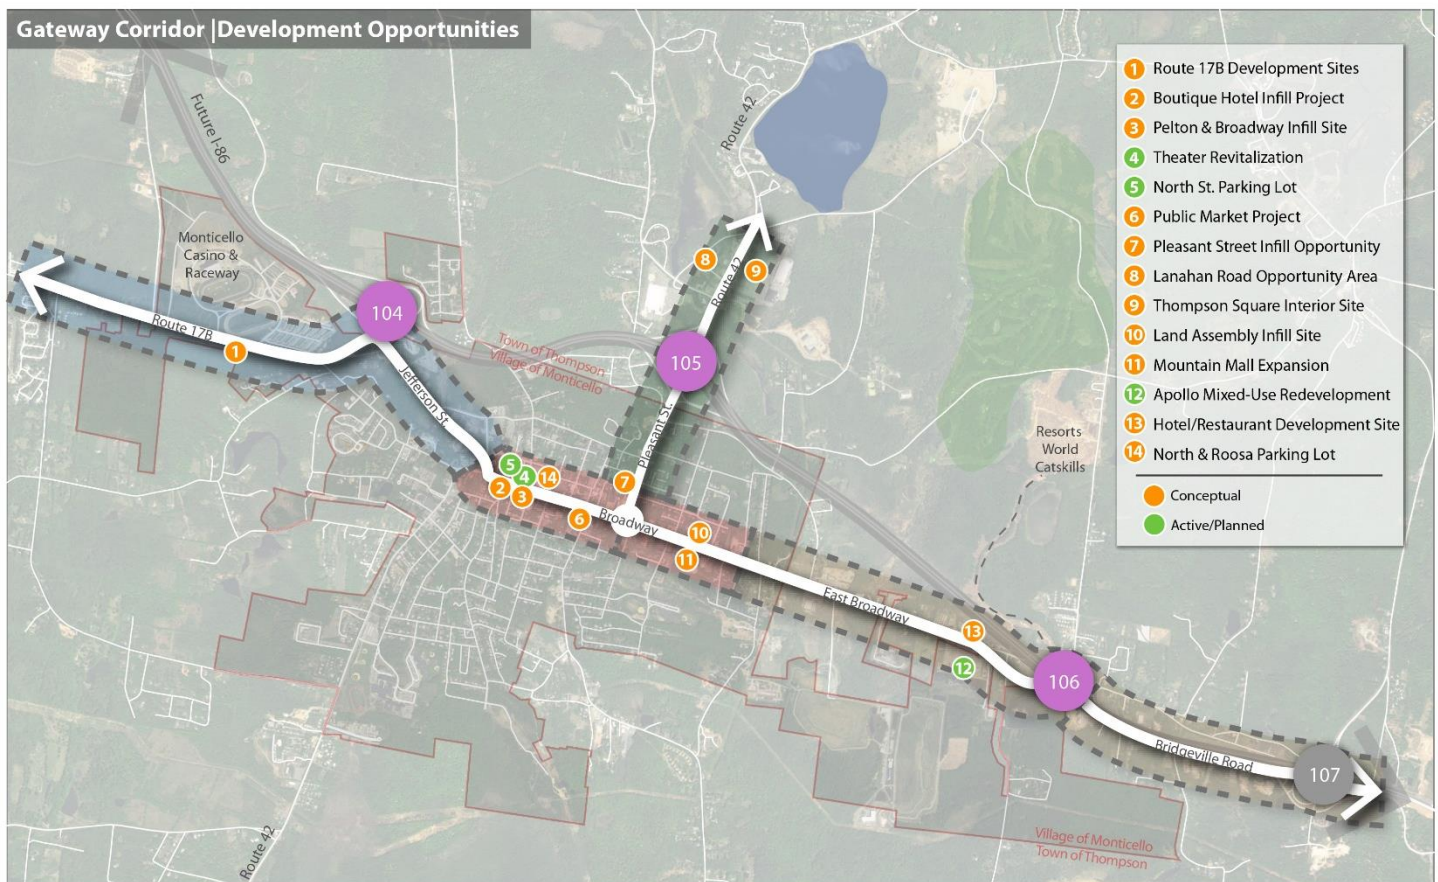 Gateway Corridor |Development Opportunities
1 Route 17B Development Sites
2 Boutique Hotel Infill Project
3 Pelton & Broadway Infill Site
4 Theater Revitalization
5 North St. Parking Lot
6 Public Market Project
7 Pleasant Street Infill Opportunity
8 Lanahan Road Opportunity Area
9 Thompson Square Interior Site
10 Land Assembly Infill Site
11 Mountain Mall Expansion
12 Apollo Mixed-Use Redevelopment
13 Hotel/Restaurant Development Site
14 North & Roosa Parking Lot
Conceptual
Active/Planned
Future I-86
Route 42
Monticello
Casino &
Raceway
104
Route 17B
1
Jefferson St.
Town of Thompson
Village of Monticello
8
9
Route 42
105
Pleasant St.
Resorts
World
Catskills
5
4
14
2
3
7
6
Broadway
10
11
East Broadway
13
12
106
Bridgeville Road
107
Village of Monticello
Town of Thompson
Route 42